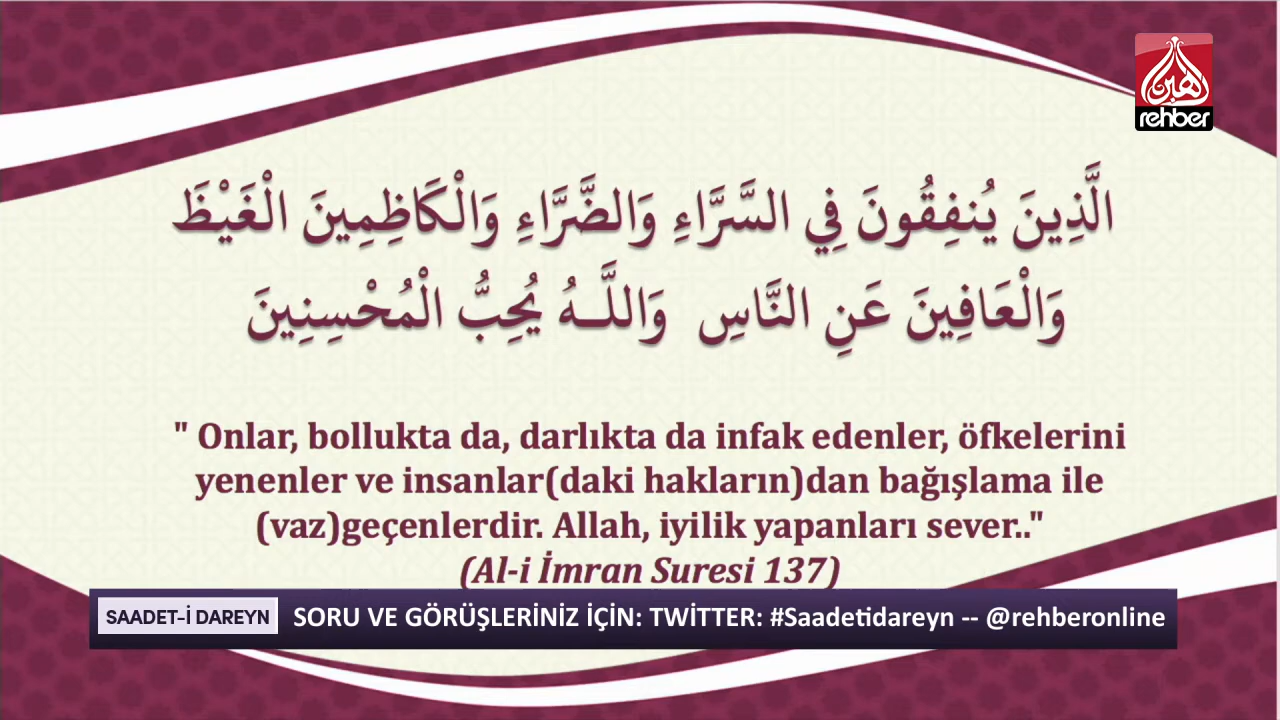 رهبر
rehber
الَّذِينَ يُنفِقُونَ فِي السَّرَّاءِ وَالضَّرَّاءِ وَالْكَاظِمِينَ الْغَيْظَ
وَالْعَافِينَ عَنِ النَّاسِ وَاللَّـهُ يُحِبُّ الْمُحْسِنِينَ
" Onlar, bollukta da, darlıkta da infak edenler, öfkelerini
yenenler ve insanlar(daki hakların)dan bağışlama ile
(vaz)geçenlerdir. Allah, iyilik yapanları sever.."
(Al-i İmran Suresi 137)
SAADET-İ DAREYN SORU VE GÖRÜŞLERİNİZ İÇİN: TWİTTER: #Saadetidareyn -- @rehberonline